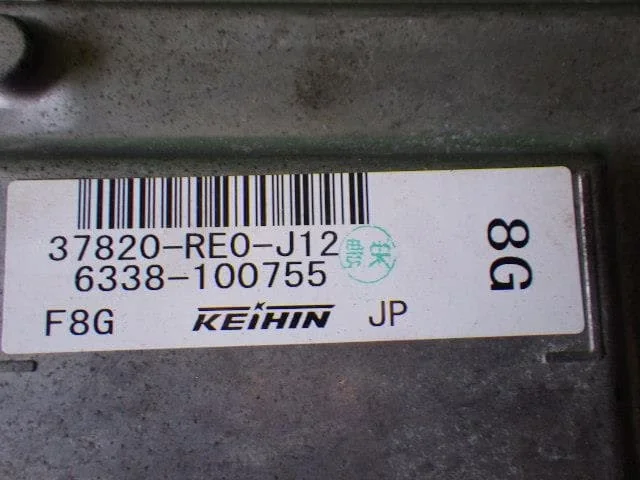 37820-RE0-J12
6338-100755
F8G KEIHIN JP
8G